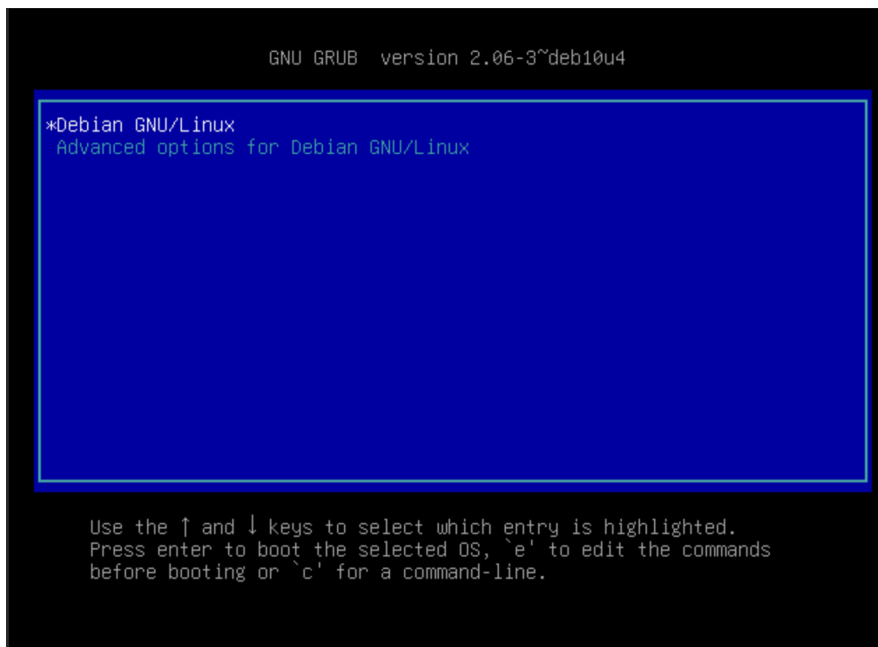 GNU GRUB  version 2.06-3~deb10u4
*Debian GNU/Linux
 Advanced options for Debian GNU/Linux
Use the ↑ and ↓ keys to select which entry is highlighted.
Press enter to boot the selected OS, `e' to edit the commands
before booting or `c' for a command-line.